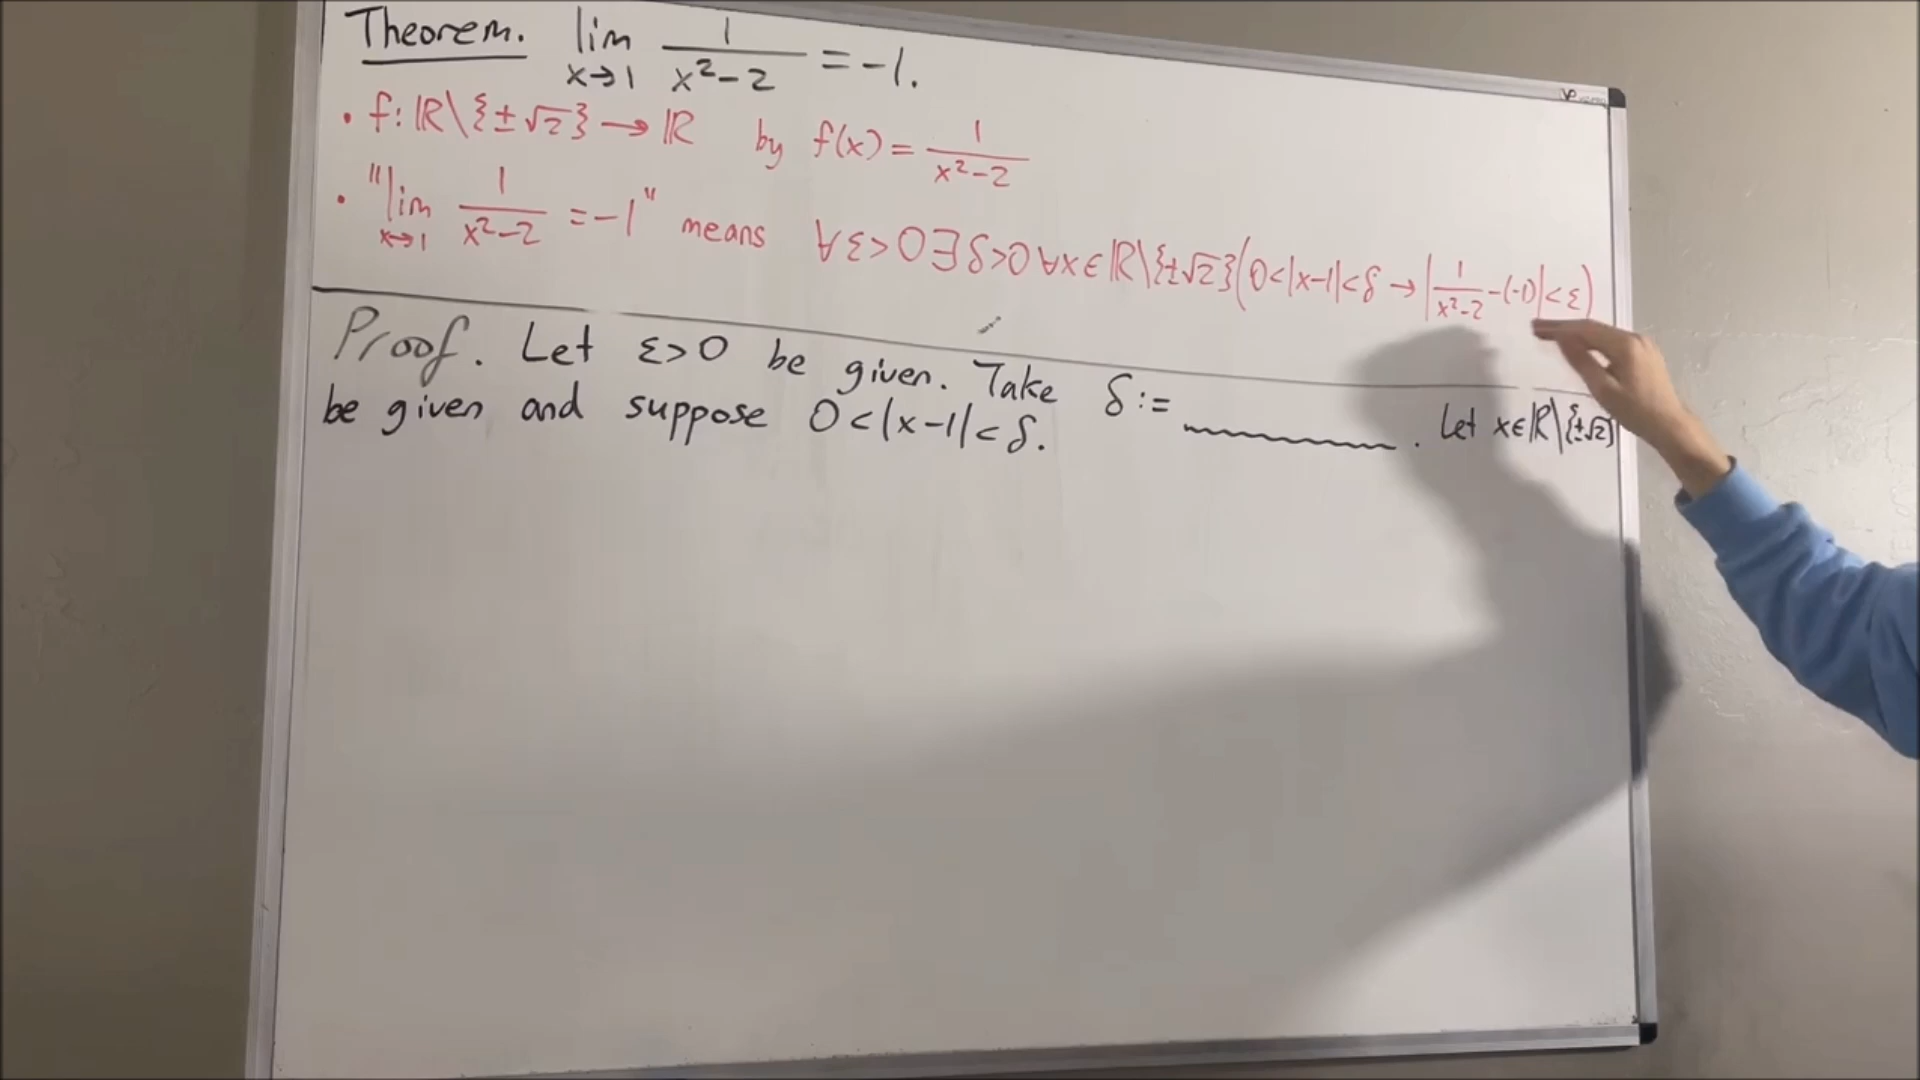 Theorem. lim x→1 1/(x²-2) = -1.
• f: ℝ\{±√2} → ℝ by f(x) = 1/(x²-2)
• "lim x→1 1/(x²-2) = -1" means ∀ε>0∃δ>0∀x∈ℝ\{±√2}(0<|x-1|<δ → |1/(x²-2) -(-1)|<ε)
Proof. Let ε>0 be given. Take δ:= ________. Let x∈ℝ\{±√2}
be given and suppose 0<|x-1|<δ.